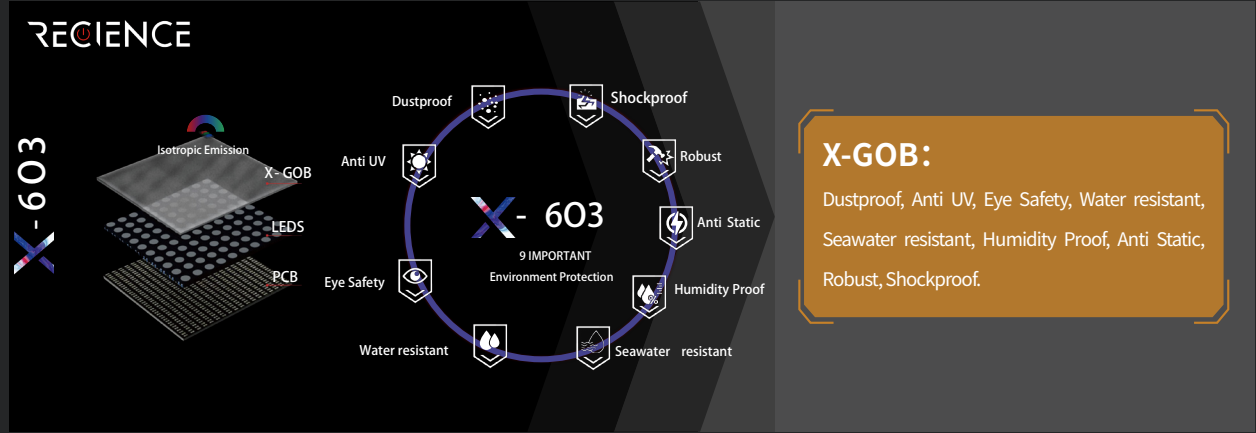 RECIENCE
X-6O3
Isotropic Emission
X-GOB
LEDS
PCB
Dustproof
Shockproof
Anti UV
Robust
X- 6O3
Anti Static
9 IMPORTANT
Environment Protection
Eye Safety
Humidity Proof
Water resistant
Seawater resistant
X-GOB:
Dustproof, Anti UV, Eye Safety, Water resistant,
Seawater resistant, Humidity Proof, Anti Static,
Robust, Shockproof.